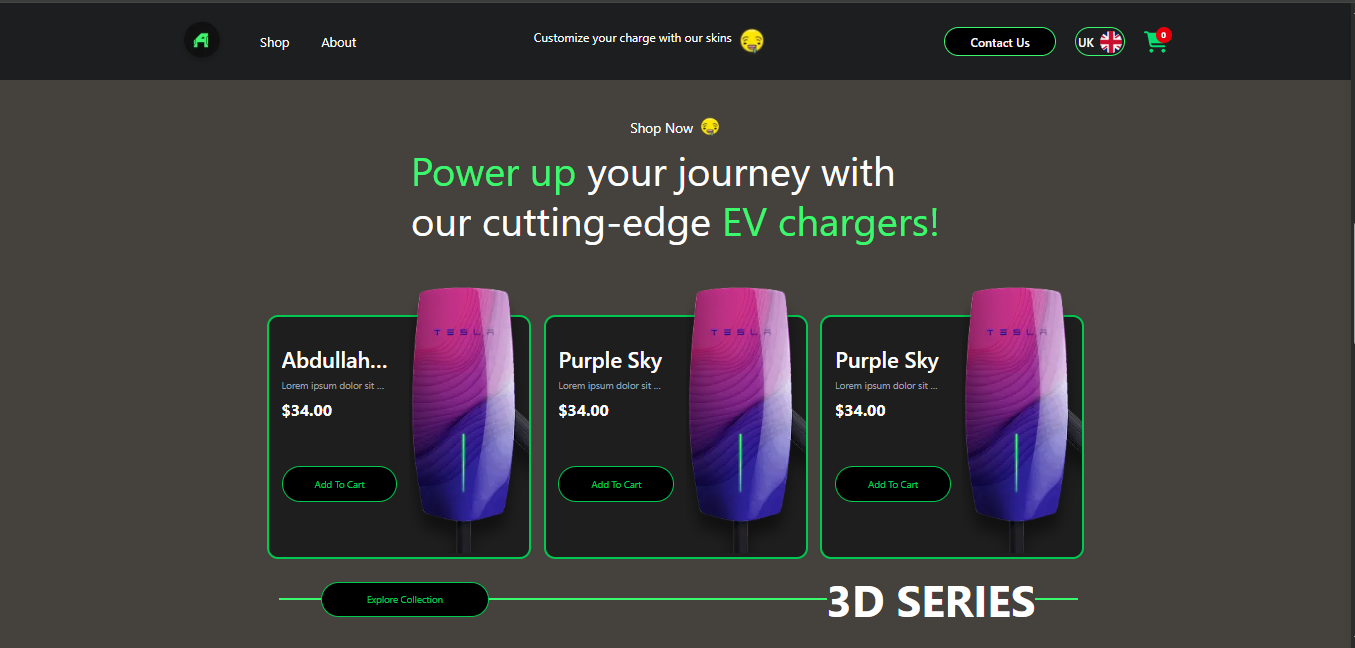 Shop About Customize your charge with our skins Contact Us UK 0
Shop Now
Power up your journey with
our cutting-edge EV chargers!
TESLA TESLA TESLA
Abdullah... Purple Sky Purple Sky
Lorem ipsum dolor sit ... Lorem ipsum dolor sit ... Lorem ipsum dolor sit ...
$34.00 $34.00 $34.00
Add To Cart Add To Cart Add To Cart
Explore Collection 3D SERIES